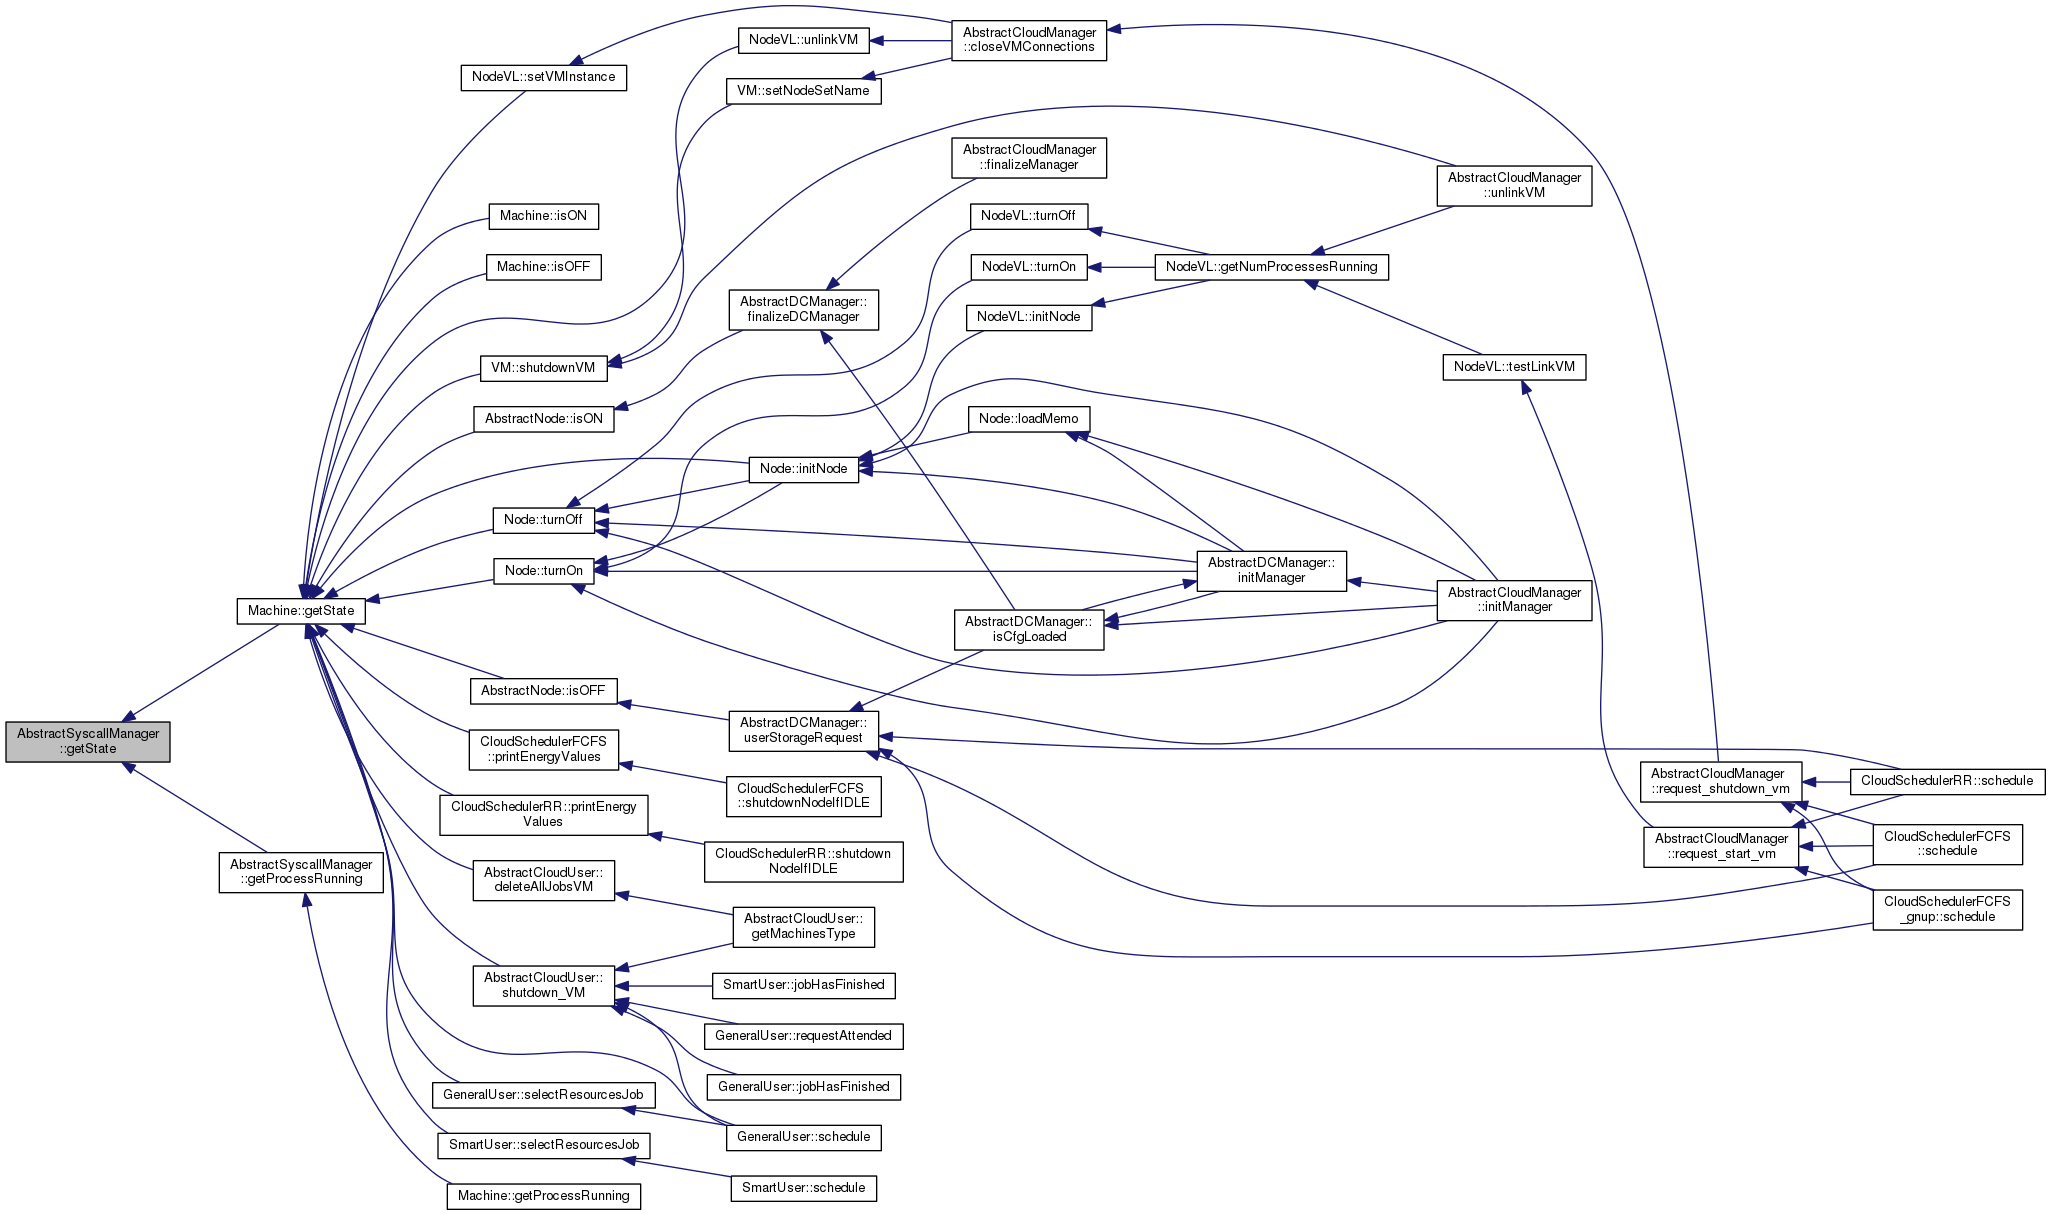 AbstractSyscallManager
::getState
Machine::getState
AbstractSyscallManager
::getProcessRunning
NodeVL::setVMInstance
Machine::isON
Machine::isOFF
VM::shutdownVM
AbstractNode::isON
Node::turnOff
Node::turnOn
AbstractNode::isOFF
CloudSchedulerFCFS
::printEnergyValues
CloudSchedulerRR::printEnergy
Values
AbstractCloudUser::
deleteAllJobsVM
AbstractCloudUser::
shutdown_VM
GeneralUser::selectResourcesJob
SmartUser::selectResourcesJob
Machine::getProcessRunning
NodeVL::unlinkVM
VM::setNodeSetName
AbstractDCManager::
finalizeDCManager
Node::initNode
AbstractDCManager::
userStorageRequest
CloudSchedulerFCFS
::shutdownNodeIfIDLE
CloudSchedulerRR::shutdown
NodeIfIDLE
AbstractCloudUser::
getMachinesType
SmartUser::jobHasFinished
GeneralUser::requestAttended
GeneralUser::jobHasFinished
GeneralUser::schedule
SmartUser::schedule
AbstractCloudManager
::closeVMConnections
AbstractCloudManager
::finalizeManager
NodeVL::turnOff
NodeVL::turnOn
NodeVL::initNode
Node::loadMemo
AbstractDCManager::
isCfgLoaded
NodeVL::getNumProcessesRunning
AbstractDCManager::
initManager
AbstractCloudManager
::unlinkVM
NodeVL::testLinkVM
AbstractCloudManager
::initManager
AbstractCloudManager
::request_shutdown_vm
AbstractCloudManager
::request_start_vm
CloudSchedulerRR::schedule
CloudSchedulerFCFS
::schedule
CloudSchedulerFCFS
_gnup::schedule